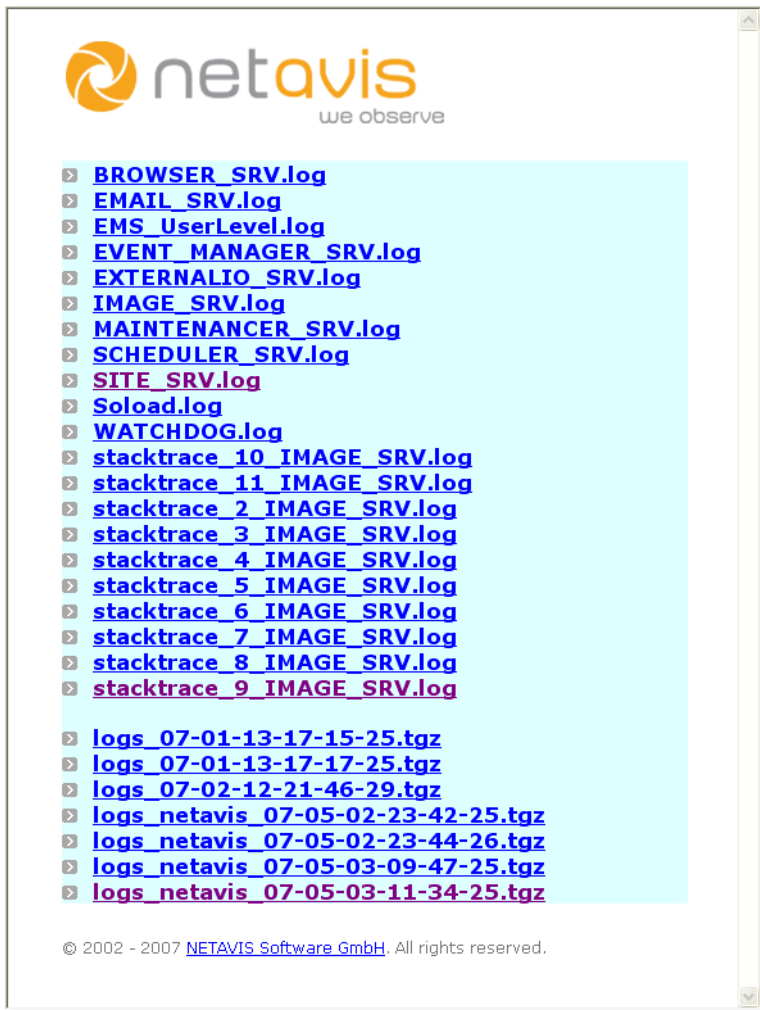 netavis
we observe
BROWSER_SRV.log
EMAIL_SRV.log
EMS_UserLevel.log
EVENT_MANAGER_SRV.log
EXTERNALIO_SRV.log
IMAGE_SRV.log
MAINTENANCER_SRV.log
SCHEDULER_SRV.log
SITE_SRV.log
Soload.log
WATCHDOG.log
stacktrace_10_IMAGE_SRV.log
stacktrace_11_IMAGE_SRV.log
stacktrace_2_IMAGE_SRV.log
stacktrace_3_IMAGE_SRV.log
stacktrace_4_IMAGE_SRV.log
stacktrace_5_IMAGE_SRV.log
stacktrace_6_IMAGE_SRV.log
stacktrace_7_IMAGE_SRV.log
stacktrace_8_IMAGE_SRV.log
stacktrace_9_IMAGE_SRV.log
logs_07-01-13-17-15-25.tgz
logs_07-01-13-17-17-25.tgz
logs_07-02-12-21-46-29.tgz
logs_netavis_07-05-02-23-42-25.tgz
logs_netavis_07-05-02-23-44-26.tgz
logs_netavis_07-05-03-09-47-25.tgz
logs_netavis_07-05-03-11-34-25.tgz
© 2002 - 2007 NETAVIS Software GmbH. All rights reserved.